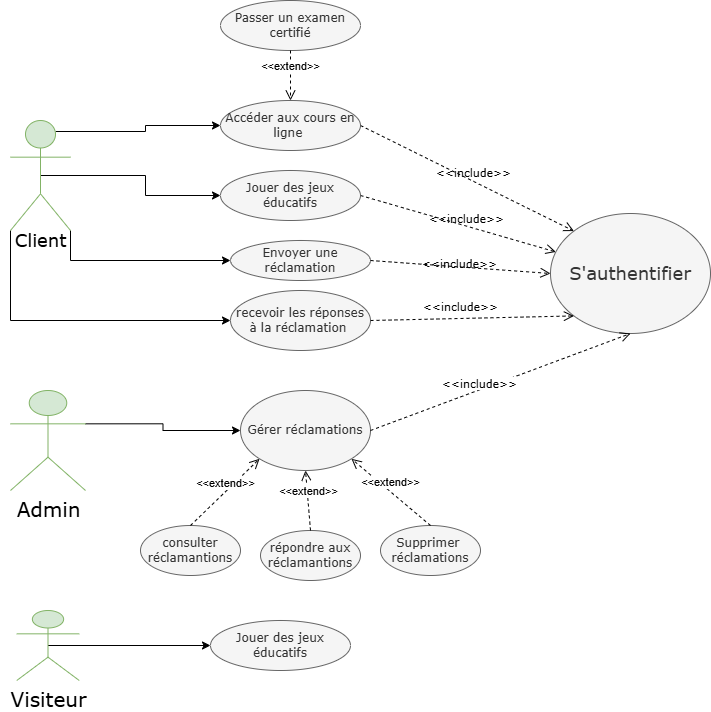 Passer un examen
certifié
<<extend>>
Accéder aux cours en
ligne
<<include>>
Jouer des jeux
éducatifs
<<include>>
Client
Envoyer une
réclamation
<<include>>
S'authentifier
recevoir les réponses
à la réclamation
<<include>>
<<include>>
Gérer réclamations
Admin
<<extend>>
<<extend>>
<<extend>>
consulter
réclamantions
répondre aux
réclamantions
Supprimer
réclamations
Jouer des jeux
éducatifs
Visiteur